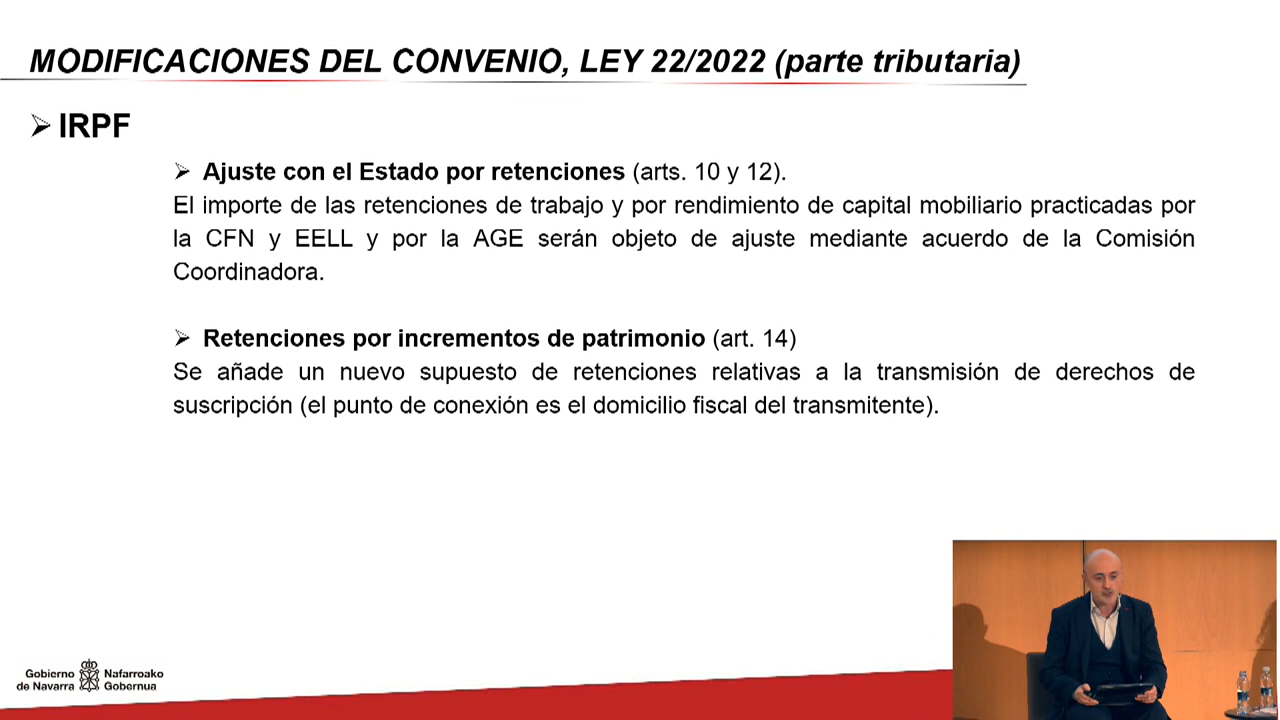 MODIFICACIONES DEL CONVENIO, LEY 22/2022 (parte tributaria)
IRPF
Ajuste con el Estado por retenciones (arts. 10 y 12).
El importe de las retenciones de trabajo y por rendimiento de capital mobiliario practicadas por
la CFN y EELL y por la AGE serán objeto de ajuste mediante acuerdo de la Comisión
Coordinadora.
Retenciones por incrementos de patrimonio (art. 14)
Se añade un nuevo supuesto de retenciones relativas a la transmisión de derechos de
suscripción (el punto de conexión es el domicilio fiscal del transmitente).
Gobierno
de Navarra
Nafarroako
Gobernua